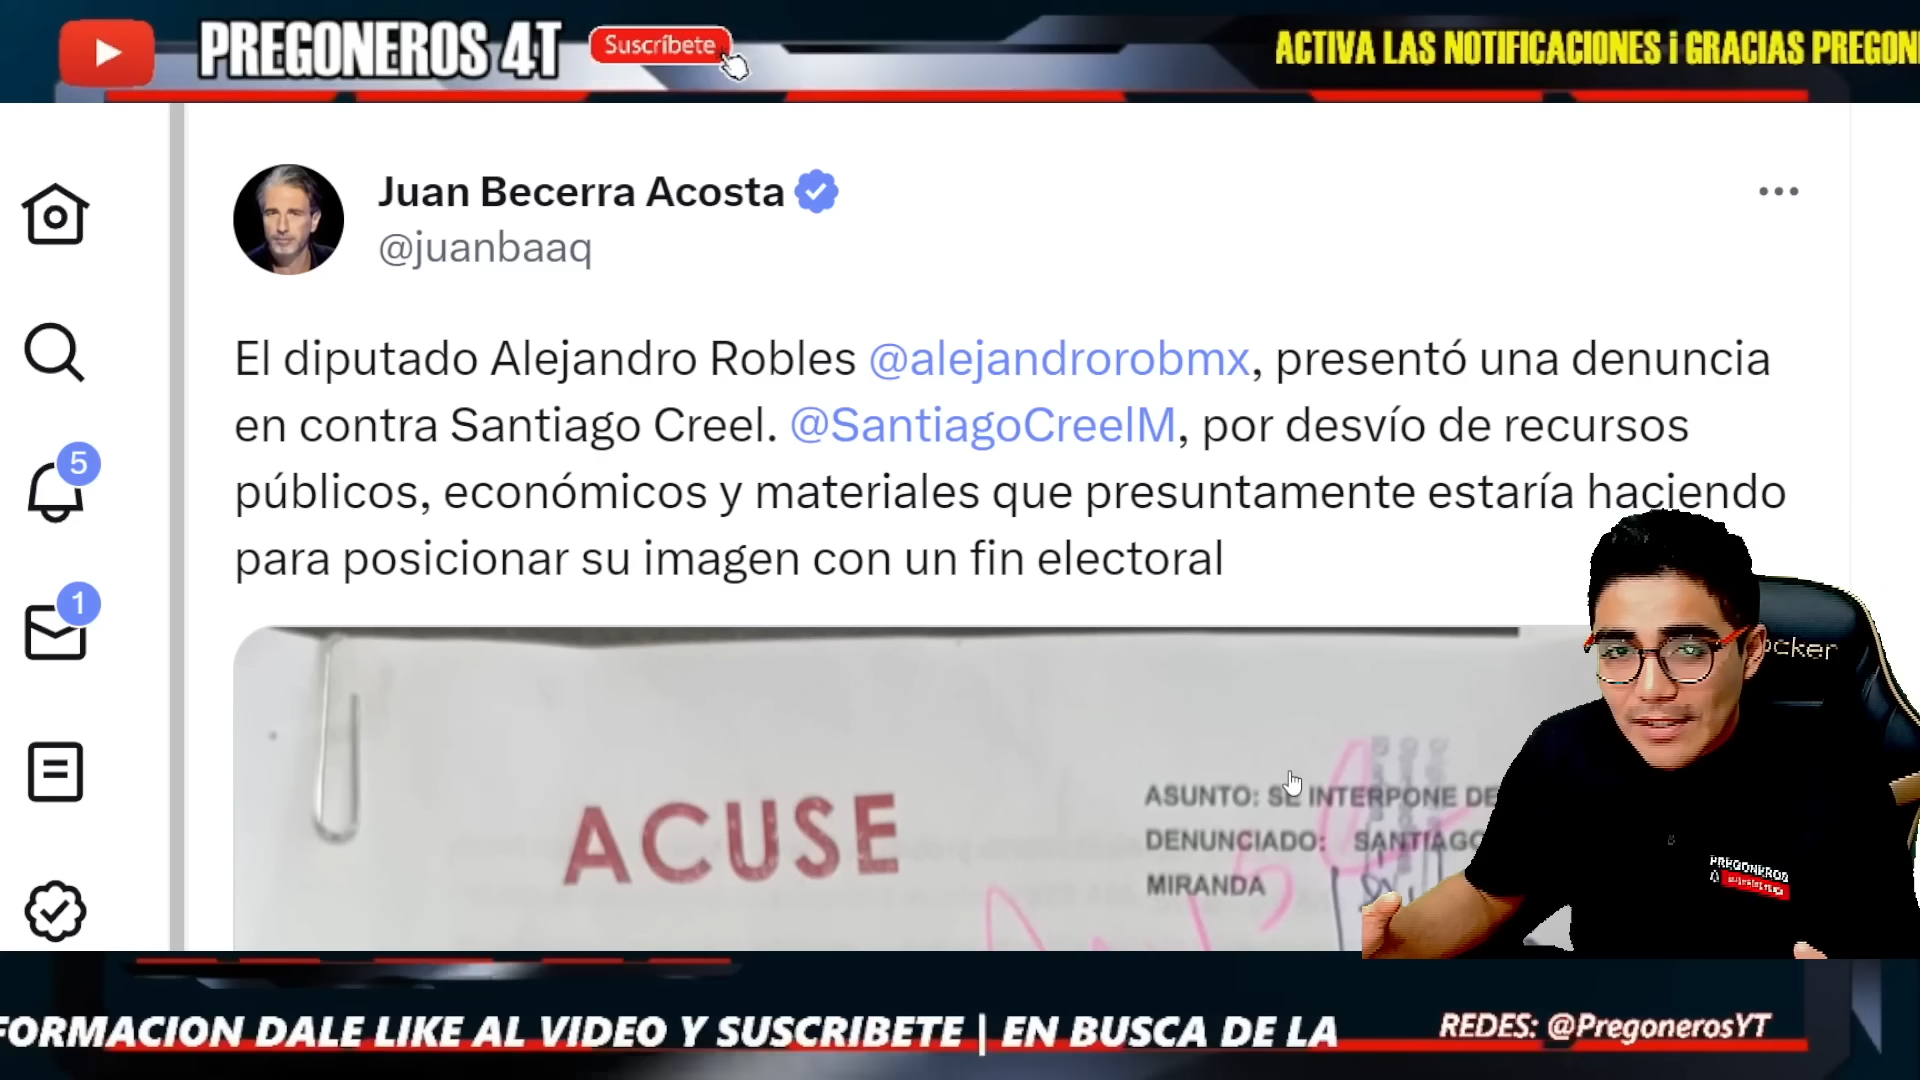 PREGONEROS 4T
Suscríbete
ACTIVA LAS NOTIFICACIONES i GRACIAS
Juan Becerra Acosta
@juanbaaq
El diputado Alejandro Robles @alejandrorobmx, presentó una denuncia
en contra Santiago Creel. @SantiagoCreelM, por desvío de recursos
públicos, económicos y materiales que presuntamente estaría haciendo
para posicionar su imagen con un fin electoral
5
1
ACUSE
ASUNTO: SE INTERPONE DE
DENUNCIADO: SANTIAGO
MIRANDA
ocker
PREGONEROS
FORMACION DALE LIKE AL VIDEO Y SUSCRIBETE | EN BUSCA DE LA
REDES: @PregonerosYT